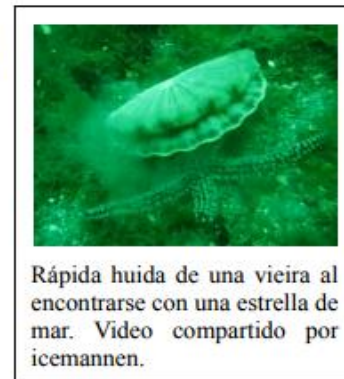 Rápida huida de una vieira al
encontrarse con una estrella de
mar. Video compartido por
icemannen.